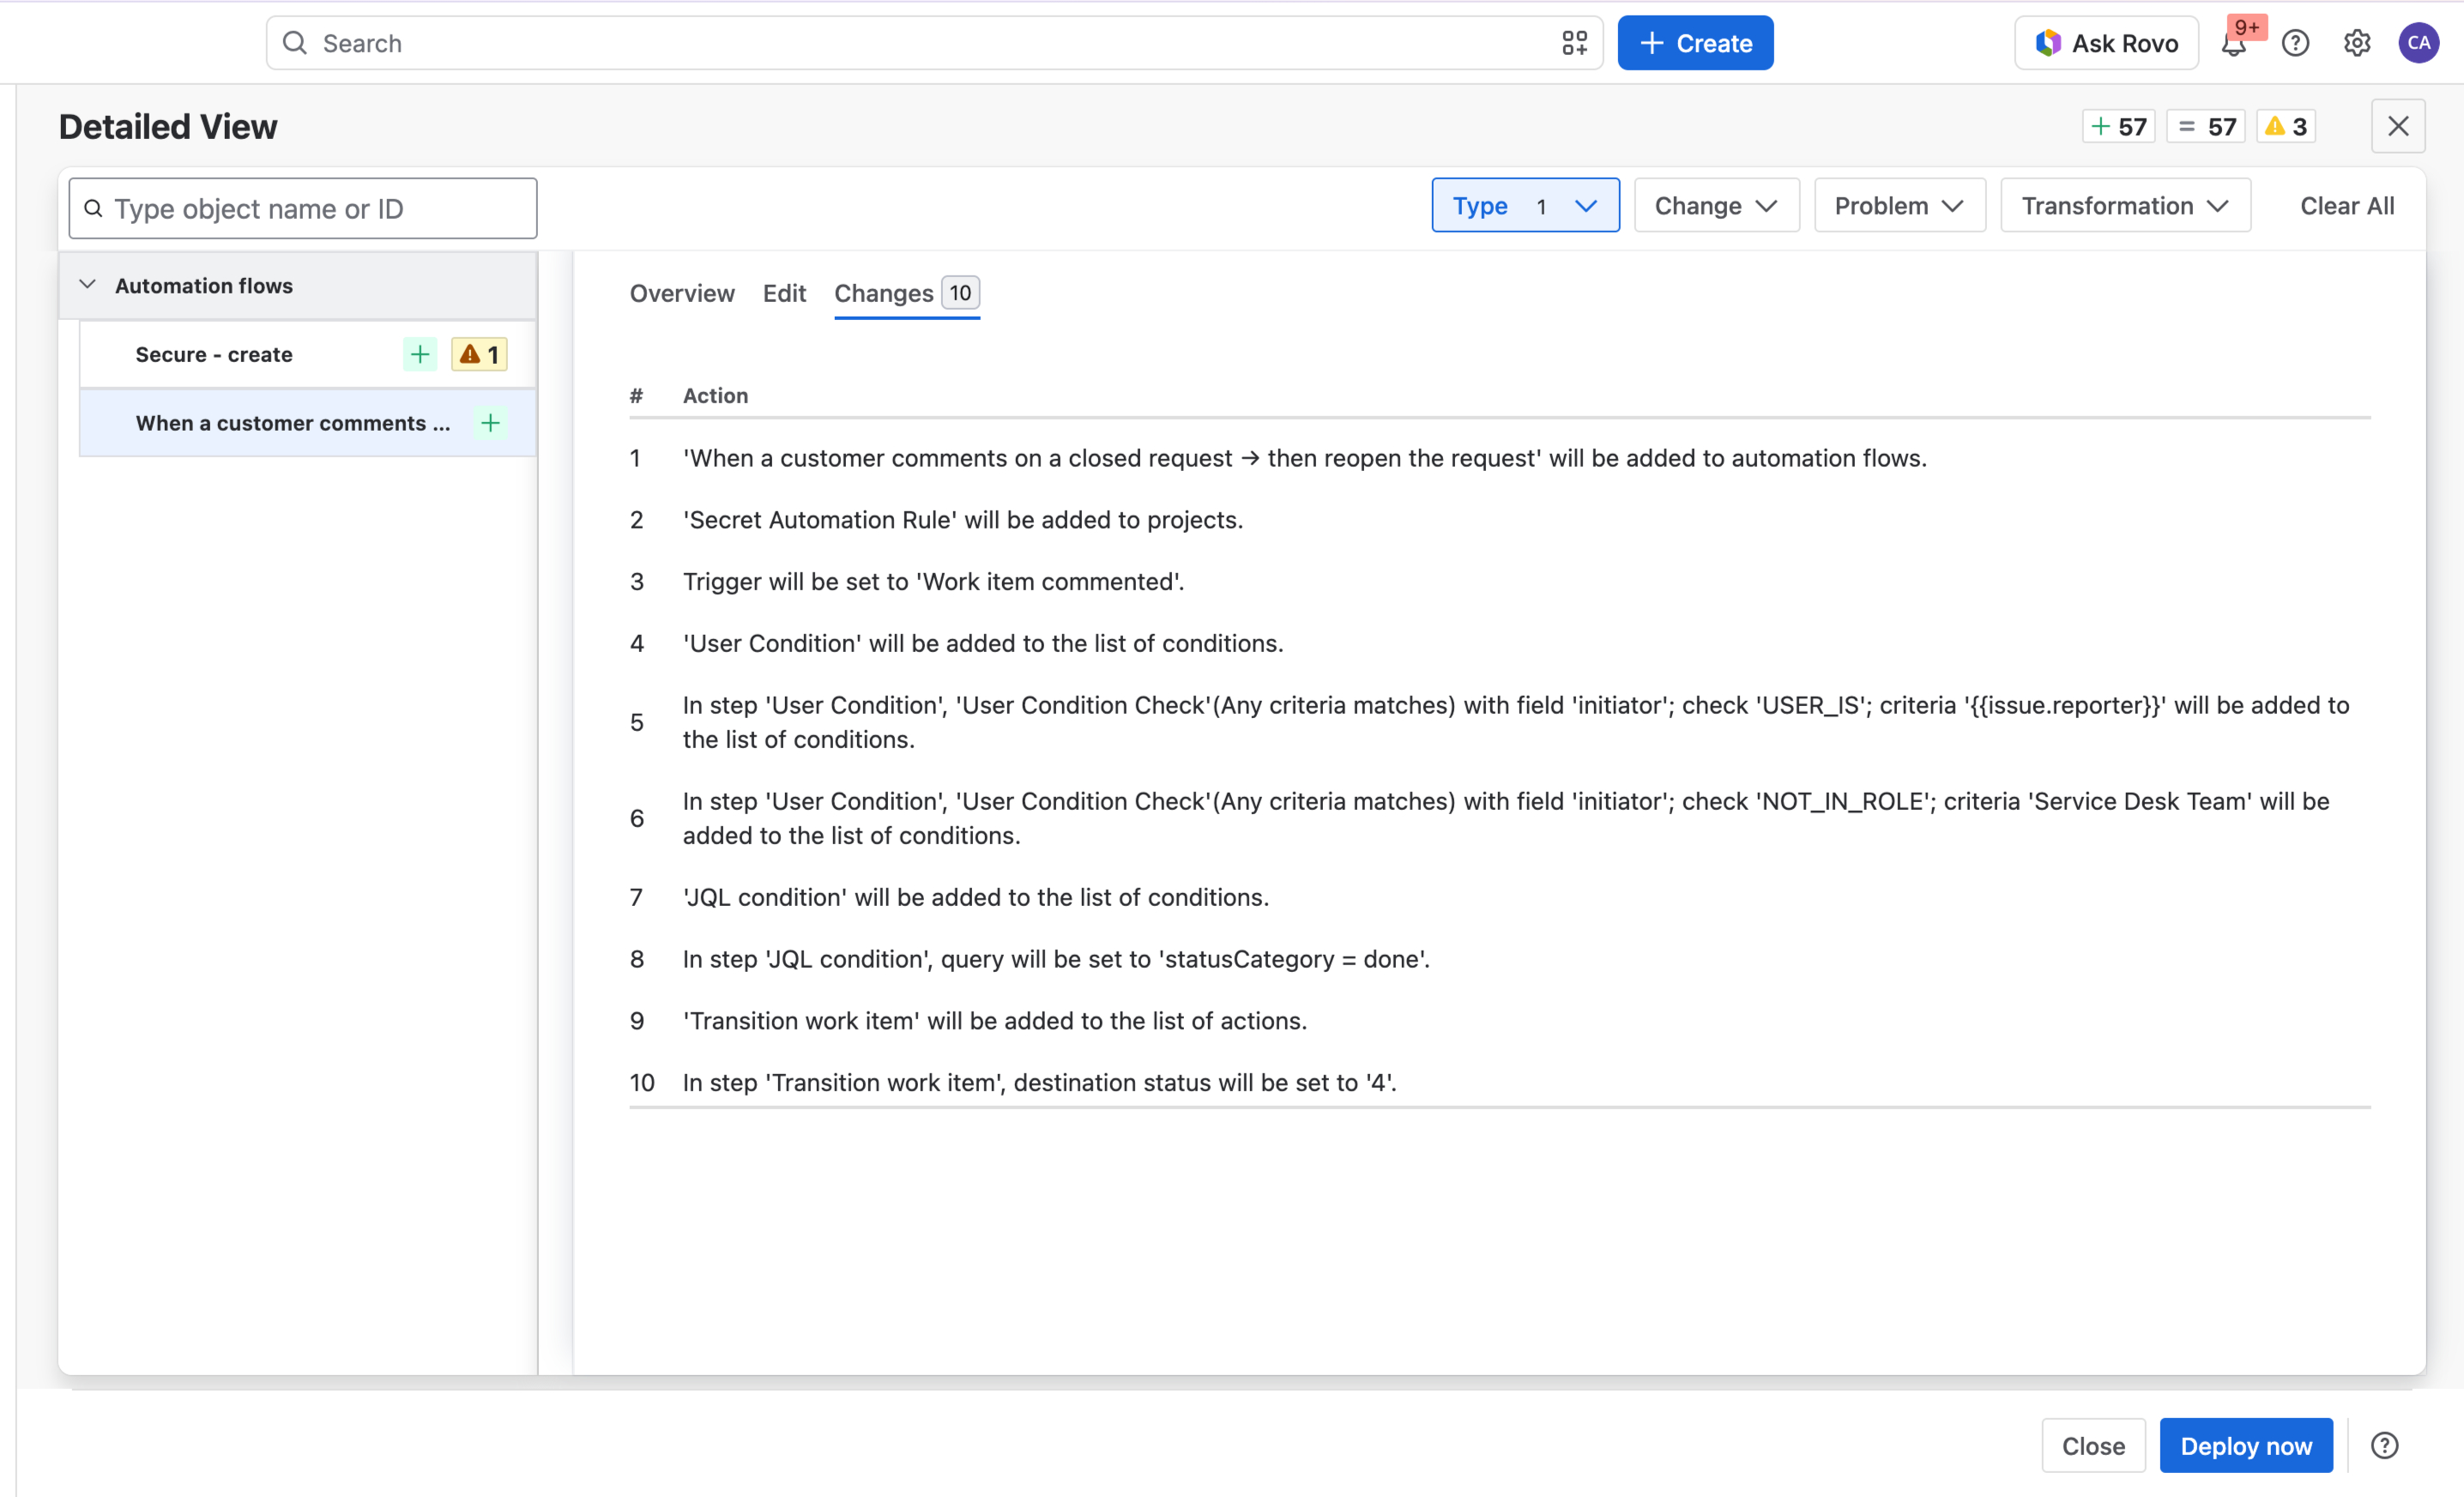 Search
+ Create
Ask Rovo
9+
CA
Detailed View
+ 57
= 57
3
Type object name or ID
Type 1
Change
Problem
Transformation
Clear All
Automation flows
Secure - create
1
When a customer comments ...
Overview
Edit
Changes 10
# Action
1 'When a customer comments on a closed request → then reopen the request' will be added to automation flows.
2 'Secret Automation Rule' will be added to projects.
3 Trigger will be set to 'Work item commented'.
4 'User Condition' will be added to the list of conditions.
5 In step 'User Condition', 'User Condition Check'(Any criteria matches) with field 'initiator'; check 'USER_IS'; criteria '{{issue.reporter}}' will be added to
the list of conditions.
6 In step 'User Condition', 'User Condition Check'(Any criteria matches) with field 'initiator'; check 'NOT_IN_ROLE'; criteria 'Service Desk Team' will be
added to the list of conditions.
7 'JQL condition' will be added to the list of conditions.
8 In step 'JQL condition', query will be set to 'statusCategory = done'.
9 'Transition work item' will be added to the list of actions.
10 In step 'Transition work item', destination status will be set to '4'.
Close
Deploy now